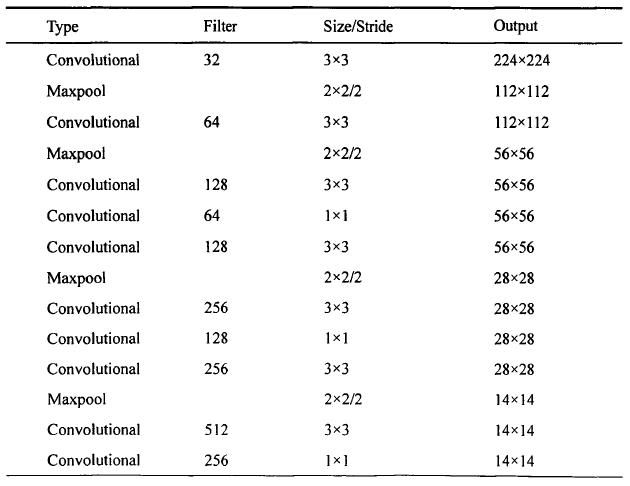 Type Filter Size/Stride Output
Convolutional 32 3×3 224×224
Maxpool 2×2/2 112×112
Convolutional 64 3×3 112×112
Maxpool 2×2/2 56×56
Convolutional 128 3×3 56×56
Convolutional 64 1×1 56×56
Convolutional 128 3×3 56×56
Maxpool 2×2/2 28×28
Convolutional 256 3×3 28×28
Convolutional 128 1×1 28×28
Convolutional 256 3×3 28×28
Maxpool 2×2/2 14×14
Convolutional 512 3×3 14×14
Convolutional 256 1×1 14×14